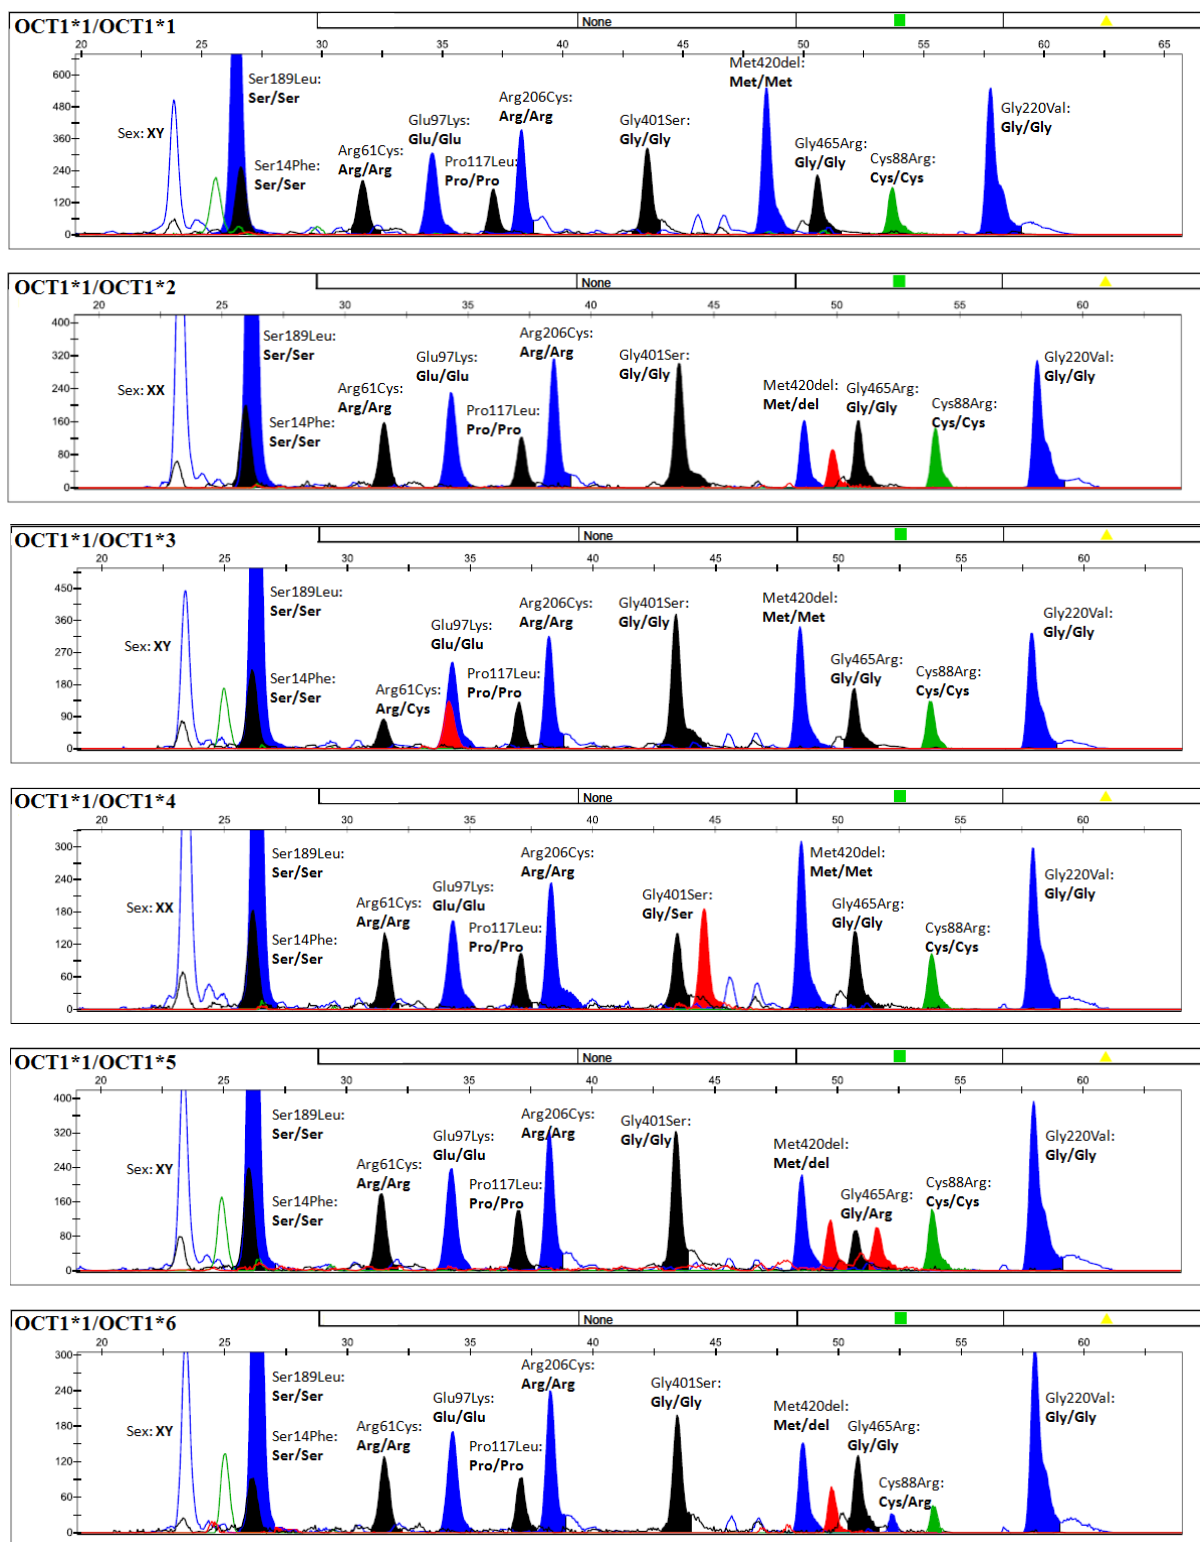 OCT1*1/OCT1*1
None
20 25 30 35 40 45 50 55 60 65
600
480
360
240
120
0
Sex: XY
Ser189Leu:
Ser/Ser
Ser14Phe:
Ser/Ser
Arg61Cys:
Arg/Arg
Glu97Lys:
Glu/Glu
Pro117Leu:
Pro/Pro
Arg206Cys:
Arg/Arg
Gly401Ser:
Gly/Gly
Met420del:
Met/Met
Gly465Arg:
Gly/Gly
Cys88Arg:
Cys/Cys
Gly220Val:
Gly/Gly
OCT1*1/OCT1*2
None
20 25 30 35 40 45 50 55 60
400
320
240
160
80
0
Sex: XX
Ser189Leu:
Ser/Ser
Ser14Phe:
Ser/Ser
Arg61Cys:
Arg/Arg
Glu97Lys:
Glu/Glu
Pro117Leu:
Pro/Pro
Arg206Cys:
Arg/Arg
Gly401Ser:
Gly/Gly
Met420del:
Met/del
Gly465Arg:
Gly/Gly
Cys88Arg:
Cys/Cys
Gly220Val:
Gly/Gly
OCT1*1/OCT1*3
None
20 25 30 35 40 45 50 55 60
450
360
270
180
90
0
Sex: XY
Ser189Leu:
Ser/Ser
Ser14Phe:
Ser/Ser
Arg61Cys:
Arg/Cys
Glu97Lys:
Glu/Glu
Pro117Leu:
Pro/Pro
Arg206Cys:
Arg/Arg
Gly401Ser:
Gly/Gly
Met420del:
Met/Met
Gly465Arg:
Gly/Gly
Cys88Arg:
Cys/Cys
Gly220Val:
Gly/Gly
OCT1*1/OCT1*4
None
20 25 30 35 40 45 50 55 60
300
240
180
120
60
0
Sex: XX
Ser189Leu:
Ser/Ser
Ser14Phe:
Ser/Ser
Arg61Cys:
Arg/Arg
Glu97Lys:
Glu/Glu
Pro117Leu:
Pro/Pro
Arg206Cys:
Arg/Arg
Gly401Ser:
Gly/Ser
Met420del:
Met/Met
Gly465Arg:
Gly/Gly
Cys88Arg:
Cys/Cys
Gly220Val:
Gly/Gly
OCT1*1/OCT1*5
None
20 25 30 35 40 45 50 55 60
400
320
240
160
80
0
Sex: XY
Ser189Leu:
Ser/Ser
Ser14Phe:
Ser/Ser
Arg61Cys:
Arg/Arg
Glu97Lys:
Glu/Glu
Pro117Leu:
Pro/Pro
Arg206Cys:
Arg/Arg
Gly401Ser:
Gly/Gly
Met420del:
Met/del
Gly465Arg:
Gly/Arg
Cys88Arg:
Cys/Cys
Gly220Val:
Gly/Gly
OCT1*1/OCT1*6
None
20 25 30 35 40 45 50 55 60
300
240
180
120
60
0
Sex: XY
Ser189Leu:
Ser/Ser
Ser14Phe:
Ser/Ser
Arg61Cys:
Arg/Arg
Glu97Lys:
Glu/Glu
Pro117Leu:
Pro/Pro
Arg206Cys:
Arg/Arg
Gly401Ser:
Gly/Gly
Met420del:
Met/del
Gly465Arg:
Gly/Gly
Cys88Arg:
Cys/Arg
Gly220Val:
Gly/Gly